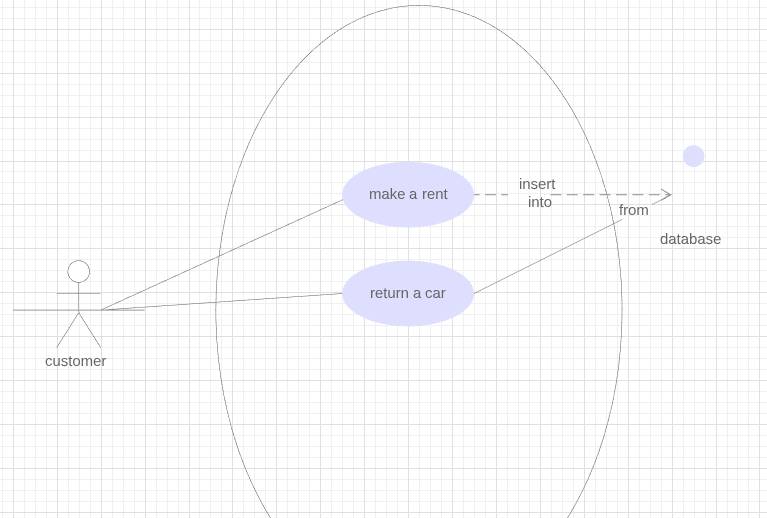 make a rent
insert
into
from
database
return a car
customer